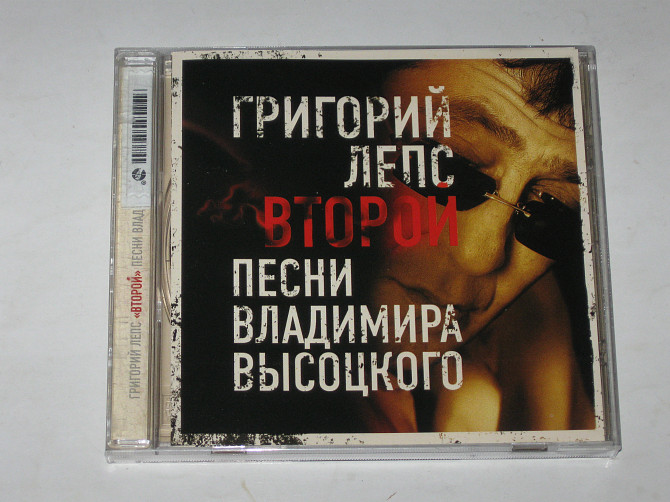 ГРИГОРИЙ
ЛЕПС
ВТОРОЙ
ПЕСНИ
ВЛАДИМИРА
ВЫСОЦКОГО
ГРИГОРИЙ ЛЕПС «ВТОРОЙ» ПЕСНИ ВЛАД